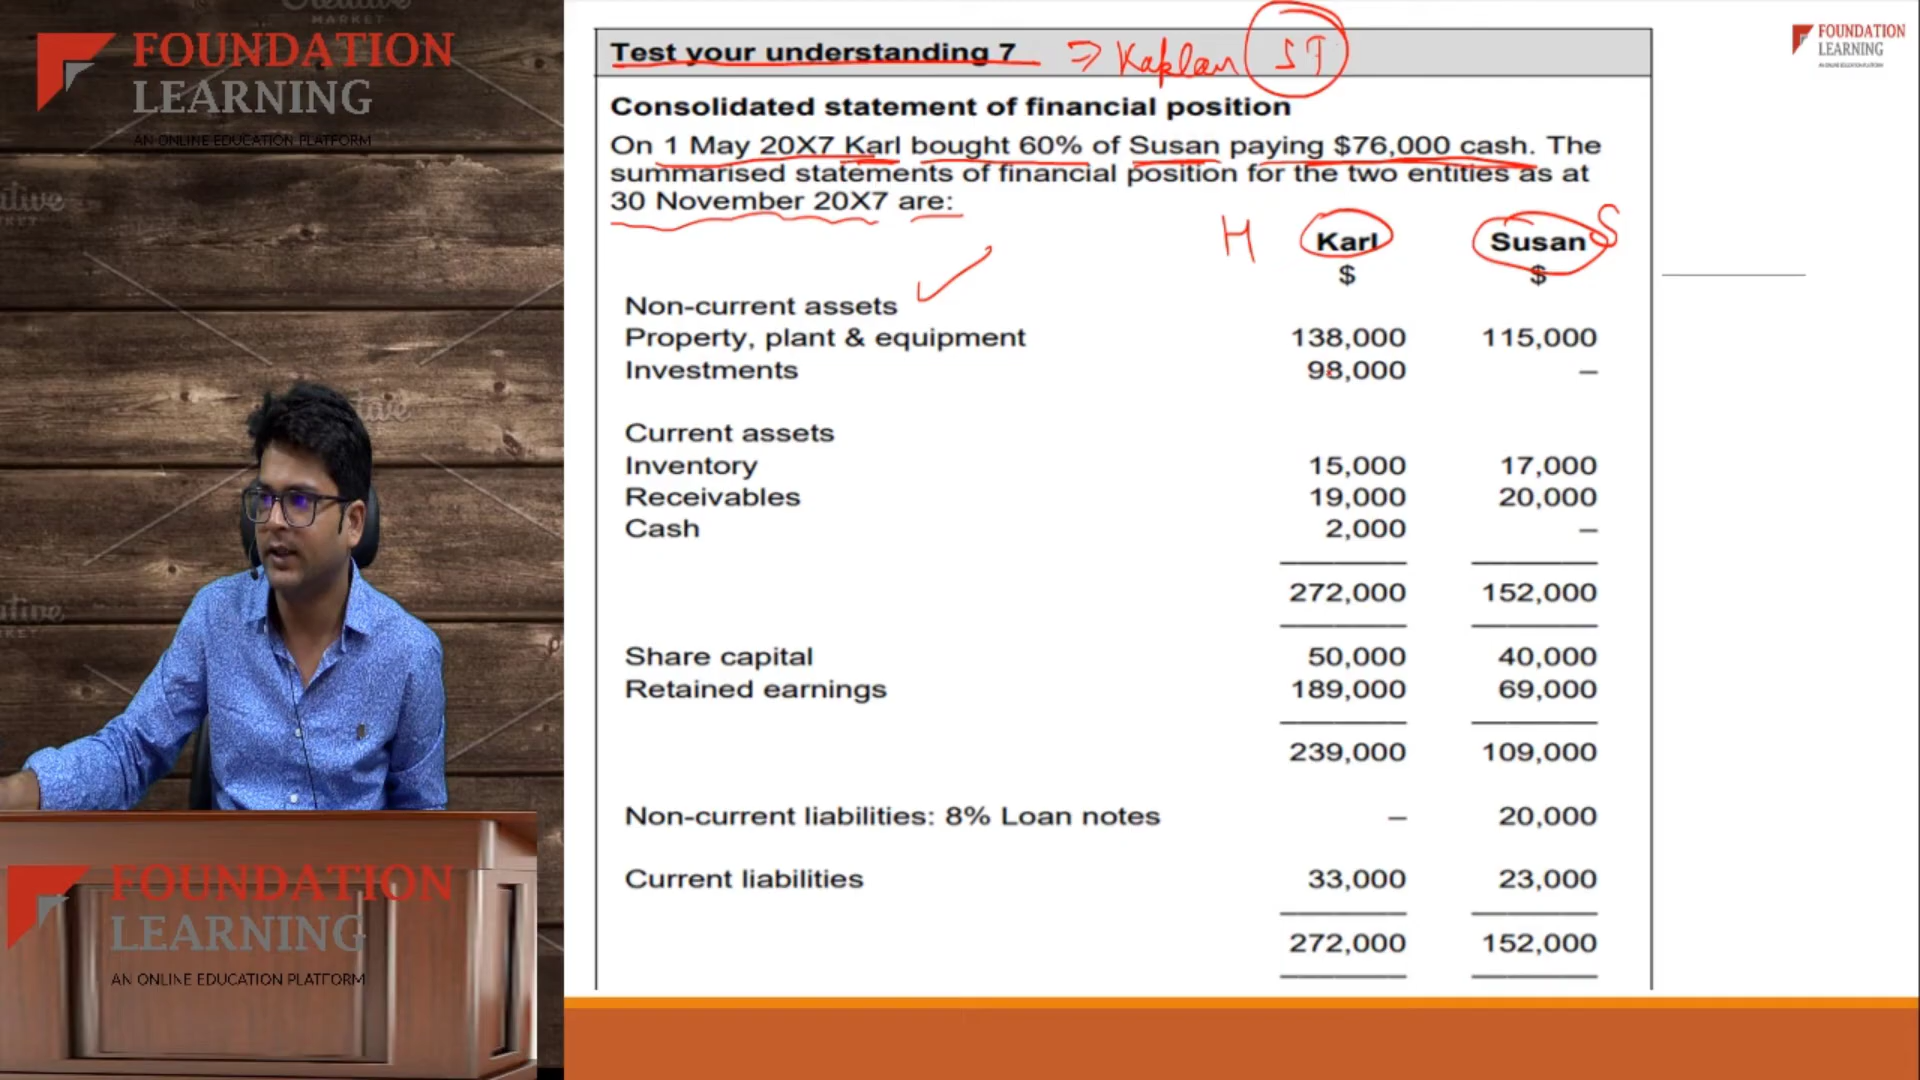 FOUNDATION
LEARNING
AN ONLINE EDUCATION PLATFORM
Test your understanding 7 ⇒ Kaplan
Consolidated statement of financial position
On 1 May 20X7 Karl bought 60% of Susan paying $76,000 cash. The
summarised statements of financial position for the two entities as at
30 November 20X7 are:
H Karl Susan S
$ $
Non-current assets
Property, plant & equipment 138,000 115,000
Investments 98,000 –
Current assets
Inventory 15,000 17,000
Receivables 19,000 20,000
Cash 2,000 –
272,000 152,000
Share capital 50,000 40,000
Retained earnings 189,000 69,000
239,000 109,000
Non-current liabilities: 8% Loan notes – 20,000
Current liabilities 33,000 23,000
272,000 152,000
FOUNDATION
LEARNING
AN ONLINE EDUCATION PLATFORM
FOUNDATION
LEARNING
AN ONLINE EDUCATION PLATFORM